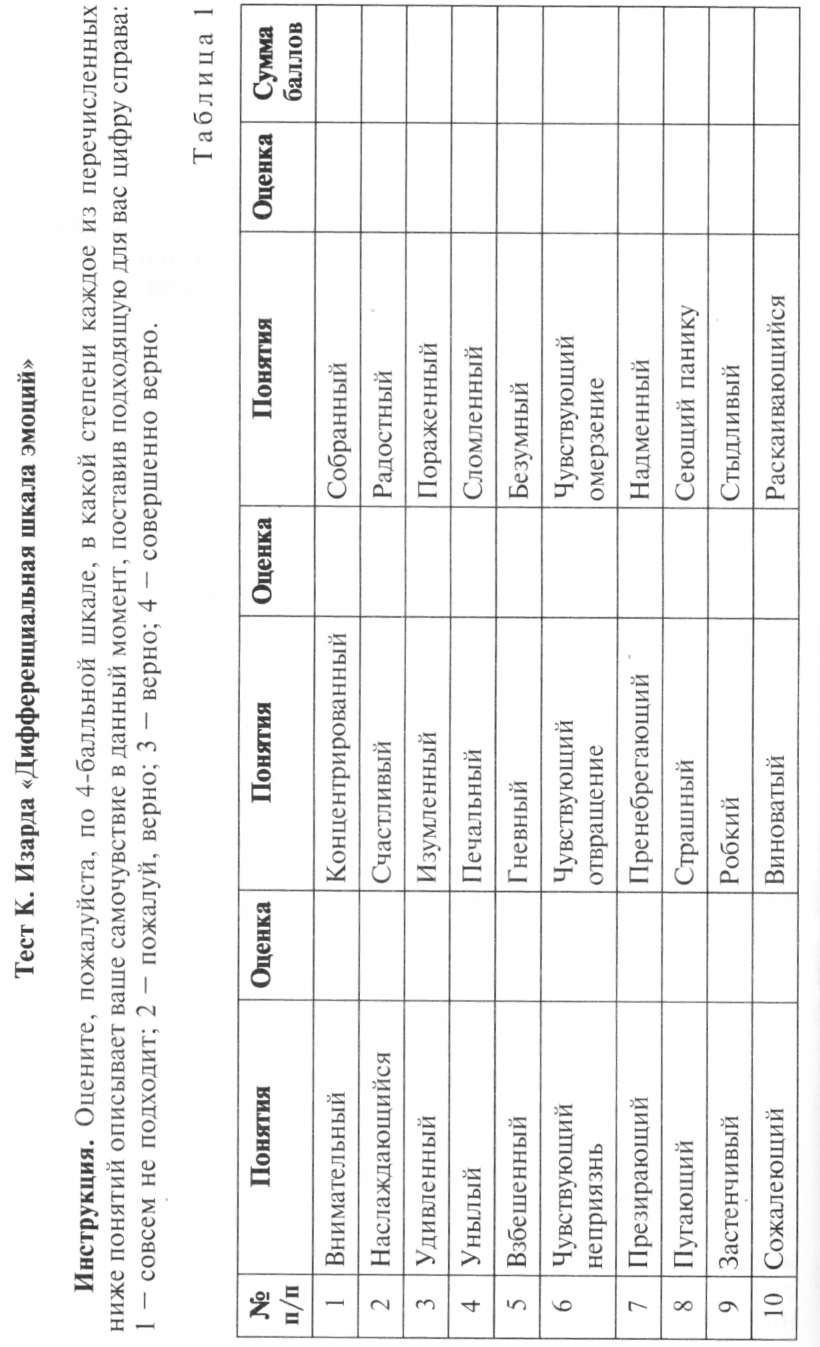 Тест К. Изарда «Дифференциальная шкала эмоций»
Инструкция. Оцените, пожалуйста, по 4-балльной шкале, в какой степени каждое из перечисленных
ниже понятий описывает ваше самочувствие в данный момент, поставив подходящую для вас цифру справа:
1 — совсем не подходит; 2 — пожалуй, верно; 3 — верно; 4 — совершенно верно.
Таблица 1
№ п/п Понятия Оценка Понятия Оценка Понятия Оценка Сумма баллов
1 Внимательный Концентрированный Собранный
2 Наслаждающийся Счастливый Радостный
3 Удивленный Изумленный Пораженный
4 Унылый Печальный Сломленный
5 Взбешенный Гневный Безумный
6 Чувствующий неприязнь Чувствующий отвращение Чувствующий омерзение
7 Презирающий Пренебрегающий Надменный
8 Пугающий Страшный Сеющий панику
9 Застенчивый Робкий Стыдливый
10 Сожалеющий Виноватый Раскаивающийся